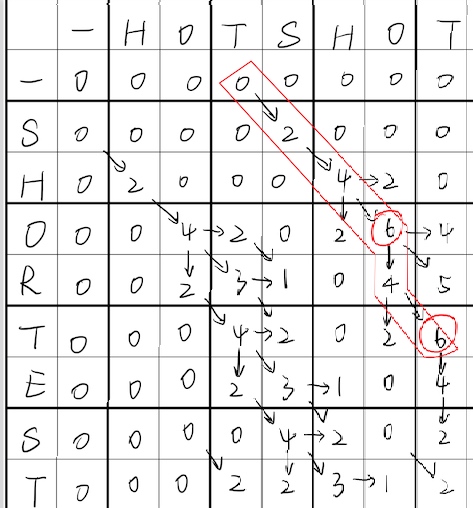 - H O T S H O T
- 0 0 0 0 0 0 0 0
S 0 0 0 0 2 0 0 0
H 0 2 0 0 0 4 → 2 0
O 0 0 4 → 2 0 2 6 → 4
R 0 0 2 3 → 1 0 4 5
T 0 0 0 4 → 2 0 2 6
E 0 0 0 2 3 → 1 0 4
S 0 0 0 0 4 → 2 0 2
T 0 0 0 2 2 3 → 1 2